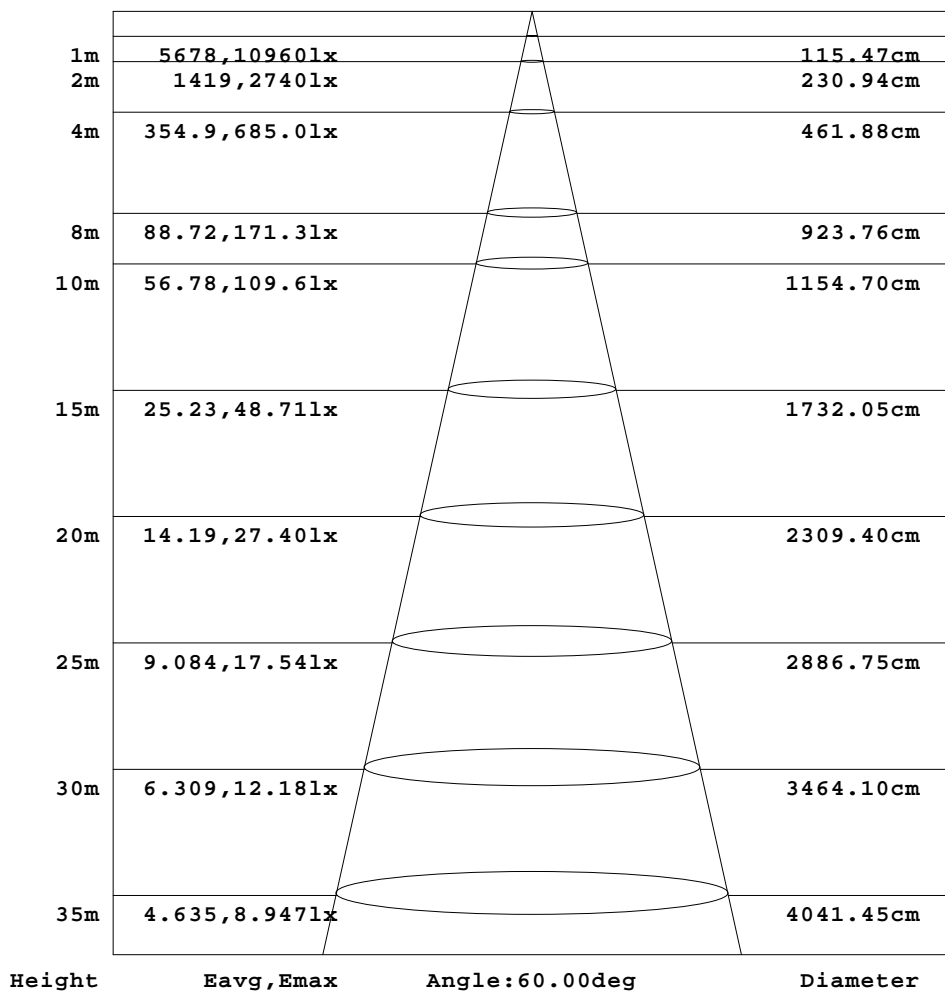 1m 5678,10960lx 115.47cm
2m 1419,2740lx 230.94cm
4m 354.9,685.0lx 461.88cm
8m 88.72,171.3lx 923.76cm
10m 56.78,109.6lx 1154.70cm
15m 25.23,48.71lx 1732.05cm
20m 14.19,27.40lx 2309.40cm
25m 9.084,17.54lx 2886.75cm
30m 6.309,12.18lx 3464.10cm
35m 4.635,8.947lx 4041.45cm
Height Eavg,Emax Angle:60.00deg Diameter